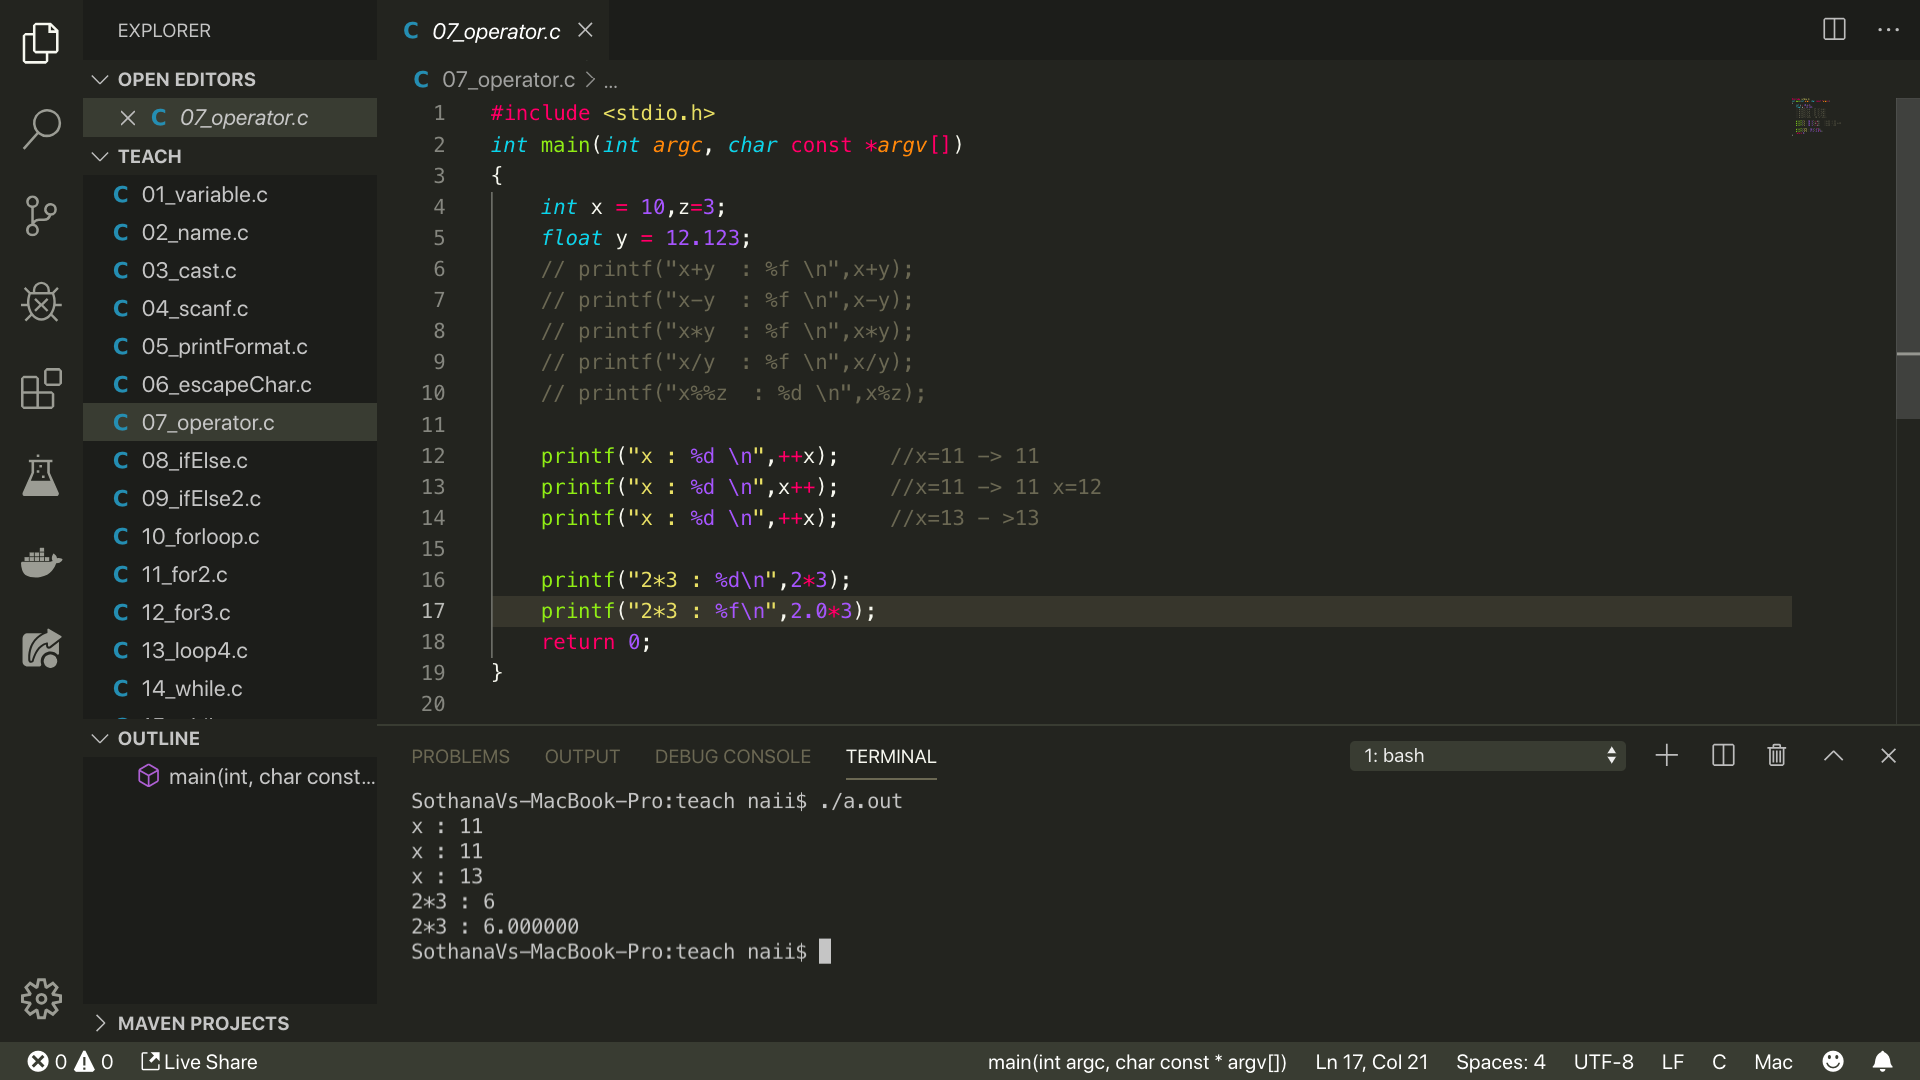 EXPLORER
OPEN EDITORS
07_operator.c
TEACH
01_variable.c
02_name.c
03_cast.c
04_scanf.c
05_printFormat.c
06_escapeChar.c
07_operator.c
08_ifElse.c
09_ifElse2.c
10_forloop.c
11_for2.c
12_for3.c
13_loop4.c
14_while.c
OUTLINE
main(int, char const...
MAVEN PROJECTS
07_operator.c
07_operator.c > ...
1 #include <stdio.h>
2 int main(int argc, char const *argv[])
3 {
4 int x = 10,z=3;
5 float y = 12.123;
6 // printf("x+y  : %f \n",x+y);
7 // printf("x-y  : %f \n",x-y);
8 // printf("x*y  : %f \n",x*y);
9 // printf("x/y  : %f \n",x/y);
10 // printf("x%%z  : %d \n",x%z);
11
12 printf("x : %d \n",++x);    //x=11 -> 11
13 printf("x : %d \n",x++);    //x=11 -> 11 x=12
14 printf("x : %d \n",++x);    //x=13 - >13
15
16 printf("2*3 : %d\n",2*3);
17 printf("2*3 : %f\n",2.0*3);
18 return 0;
19 }
20
PROBLEMS OUTPUT DEBUG CONSOLE TERMINAL 1: bash
SothanaVs-MacBook-Pro:teach naii$ ./a.out
x : 11
x : 11
x : 13
2*3 : 6
2*3 : 6.000000
SothanaVs-MacBook-Pro:teach naii$
0 0 Live Share main(int argc, char const * argv[]) Ln 17, Col 21 Spaces: 4 UTF-8 LF C Mac